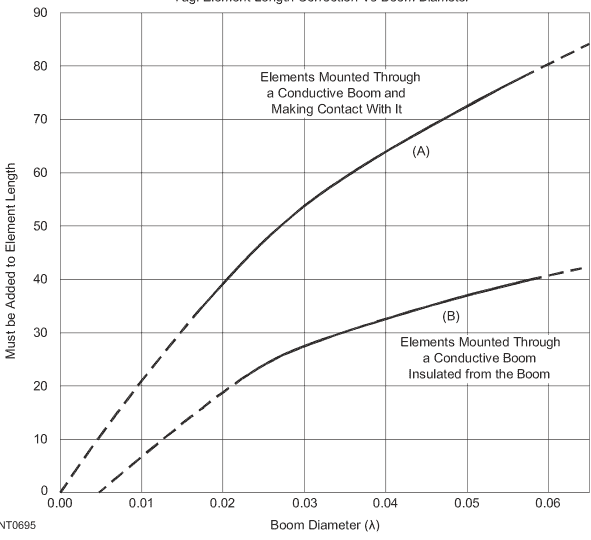 Yagi Element Length Correction Vs Boom Diameter
90
80
70
60
50
40
30
20
10
0
Must be Added to Element Length
Elements Mounted Through
a Conductive Boom and
Making Contact With It
(A)
(B)
Elements Mounted Through
a Conductive Boom
Insulated from the Boom
0.00 0.01 0.02 0.03 0.04 0.05 0.06
Boom Diameter (λ)
NT0695